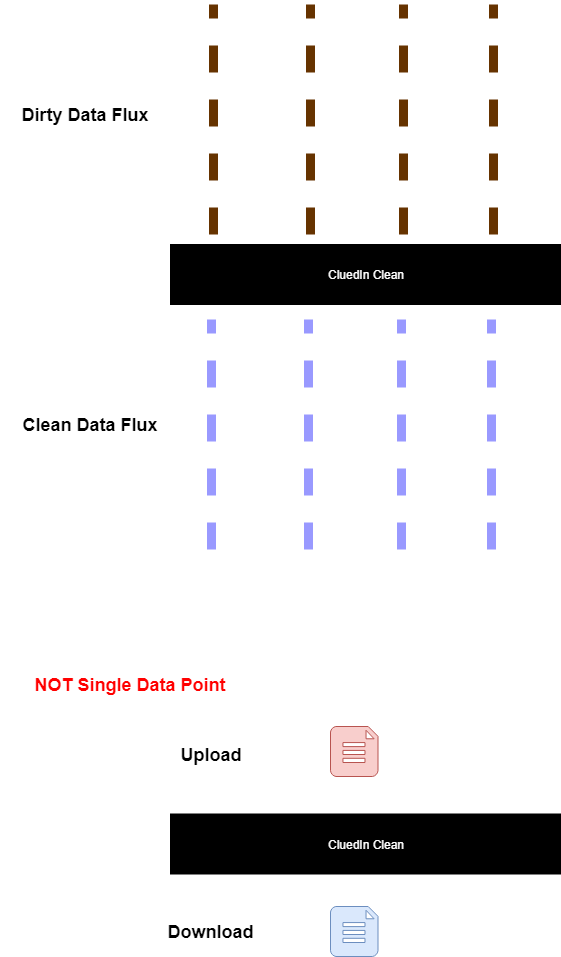 Dirty Data Flux
CluedIn Clean
Clean Data Flux
NOT Single Data Point
Upload
CluedIn Clean
Download